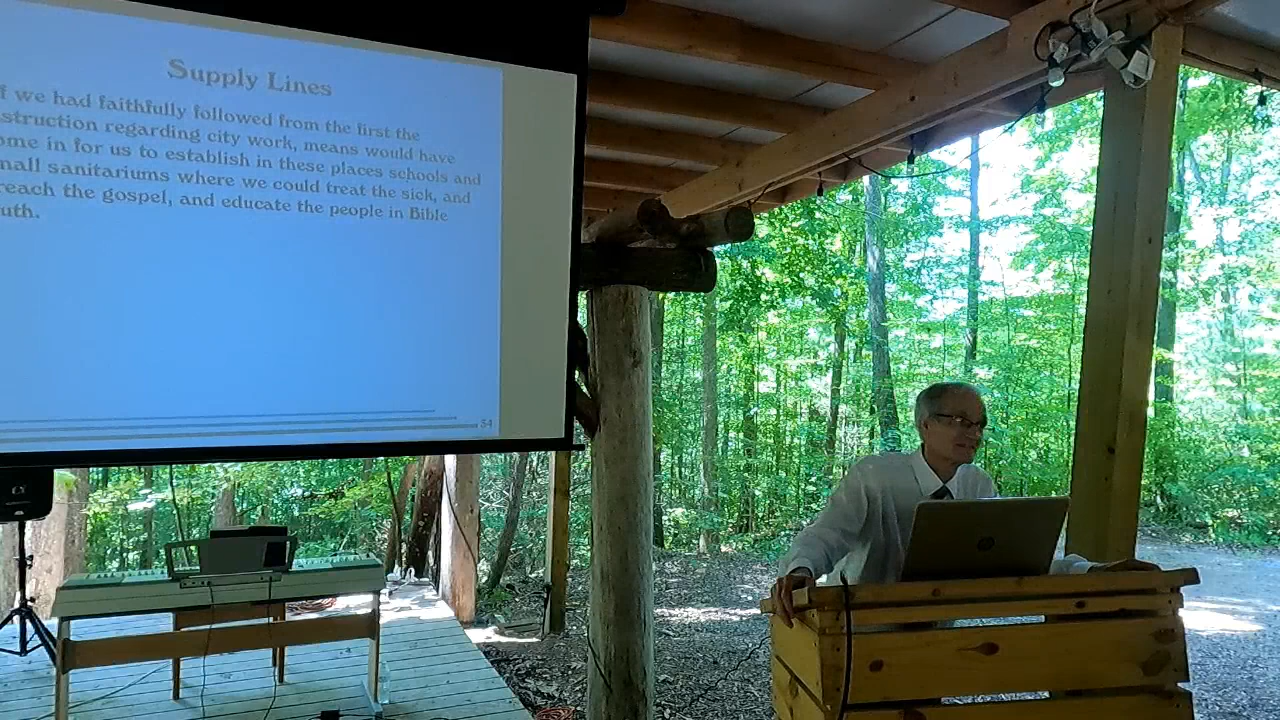 Supply Lines
f we had faithfully followed from the first the
struction regarding city work, means would have
ome in for us to establish in these places schools and
nall sanitariums where we could treat the sick, and
reach the gospel, and educate the people in Bible
uth.
54
hp